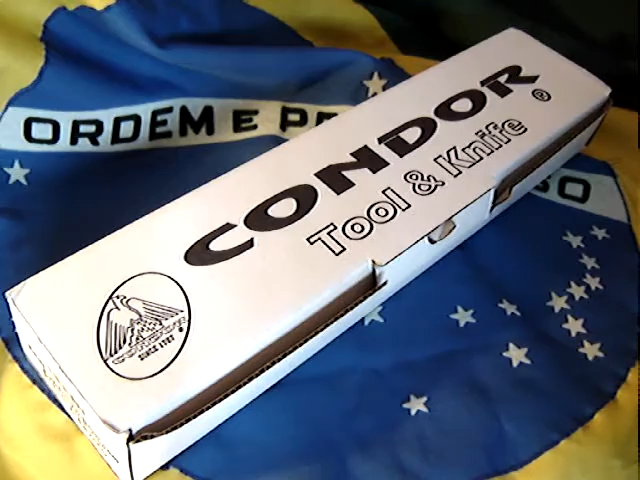 ORDEM E P
SO
CONDOR
®
Tool & Knife
SINCE 1787
®